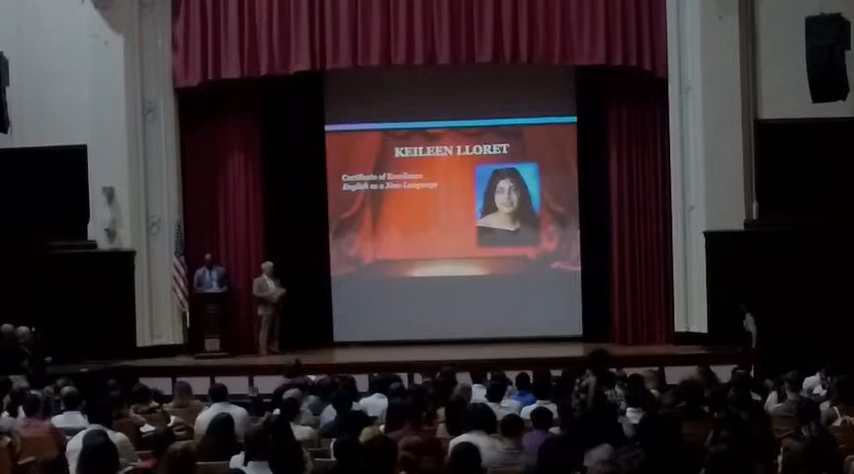 KEILEEN LLORET
Certificate of Excellence
English as a New Language